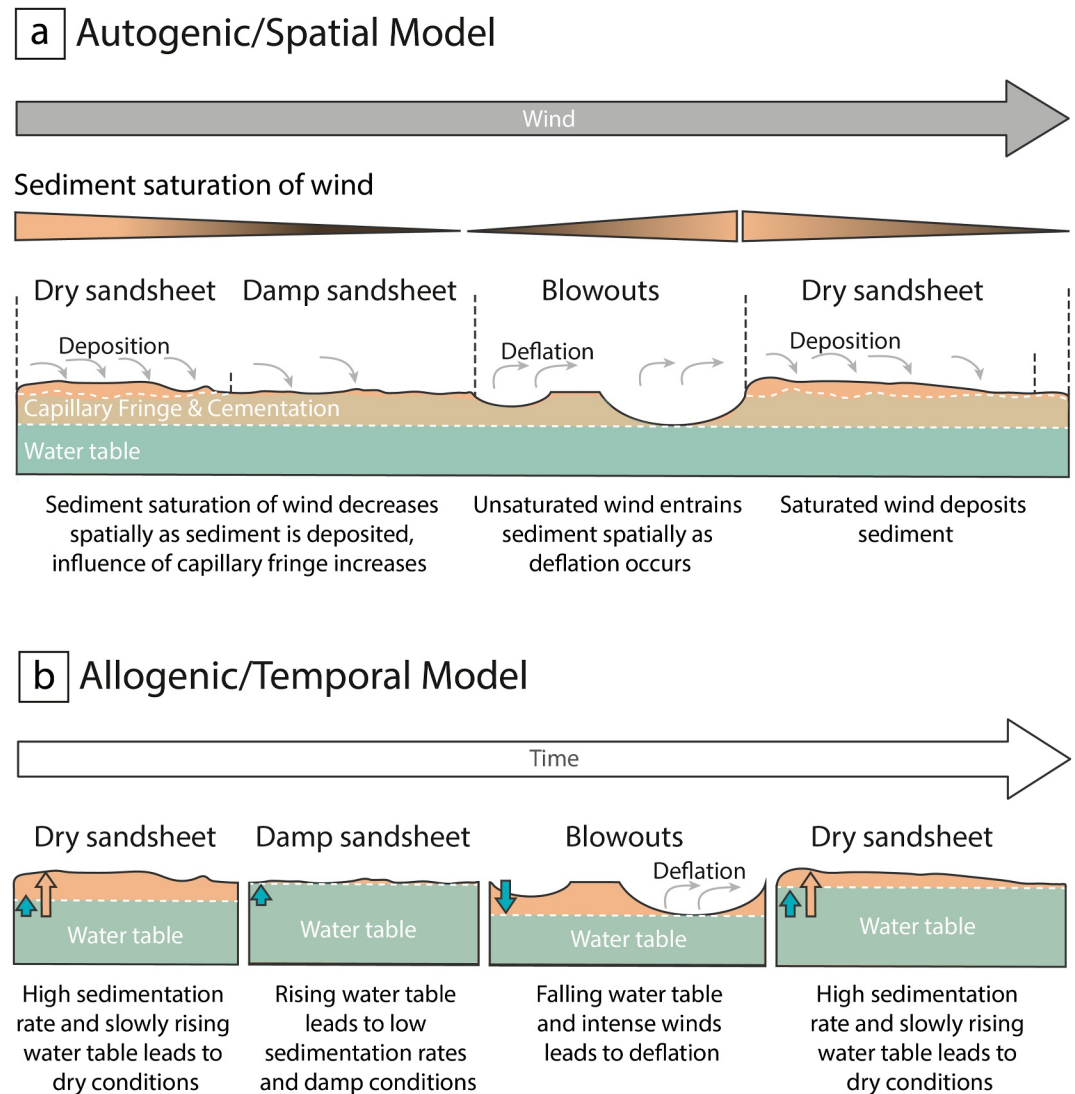 a Autogenic/Spatial Model
Wind
Sediment saturation of wind
Dry sandsheet
Damp sandsheet
Blowouts
Dry sandsheet
Deposition
Deflation
Deposition
Capillary Fringe & Cementation
Water table
Sediment saturation of wind decreases
spatially as sediment is deposited,
influence of capillary fringe increases
Unsaturated wind entrains
sediment spatially as
deflation occurs
Saturated wind deposits
sediment
b Allogenic/Temporal Model
Time
Dry sandsheet
Damp sandsheet
Blowouts
Dry sandsheet
Deflation
Water table
Water table
Water table
Water table
High sedimentation
rate and slowly rising
water table leads to
dry conditions
Rising water table
leads to low
sedimentation rates
and damp conditions
Falling water table
and intense winds
leads to deflation
High sedimentation
rate and slowly rising
water table leads to
dry conditions